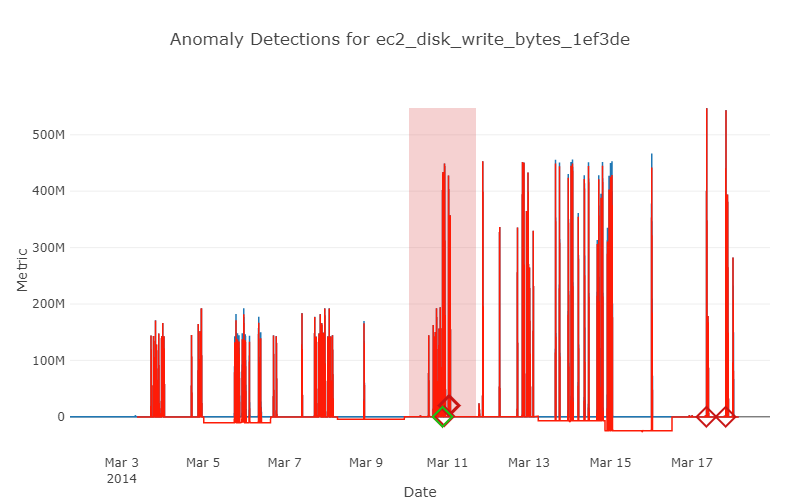 Anomaly Detections for ec2_disk_write_bytes_1ef3de
Metric
500M
400M
300M
200M
100M
0
Mar 3
2014
Mar 5
Mar 7
Mar 9
Mar 11
Mar 13
Mar 15
Mar 17
Date